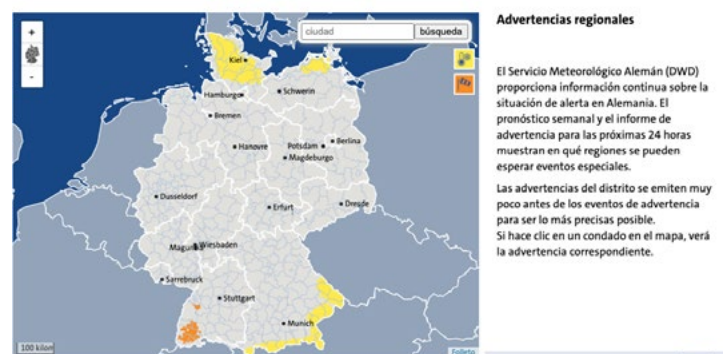 +
-
ciudad
búsqueda
Kiel
Hamburgo
Schwerin
Bremen
Hanovre
Potsdam
Berlina
Magdeburgo
Dusseldorf
Erfurt
Dresde
Wiesbaden
Sarrebruck
Stuttgart
Munich
100 kilom
Folleto
Advertencias regionales
El Servicio Meteorológico Alemán (DWD)
proporciona información continua sobre la
situación de alerta en Alemania. El
pronóstico semanal y el informe de
advertencia para las próximas 24 horas
muestran en qué regiones se pueden
esperar eventos especiales.
Las advertencias del distrito se emiten muy
poco antes de los eventos de advertencia
para ser lo más precisas posible.
Si hace clic en un condado en el mapa, verá
la advertencia correspondiente.